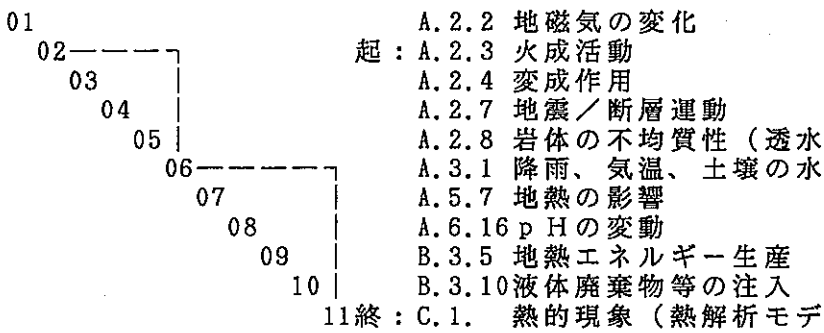 01 A.2.2 地磁気の変化
02 起：A.2.3 火成活動
03 A.2.4 変成作用
04 A.2.7 地震／断層運動
05 A.2.8 岩体の不均質性（透水
06 A.3.1 降雨、気温、土壌の水
07 A.5.7 地熱の影響
08 A.6.16ｐＨの変動
09 B.3.5 地熱エネルギー生産
10 B.3.10液体廃棄物等の注入
11終：C.1. 熱的現象（熱解析モデ